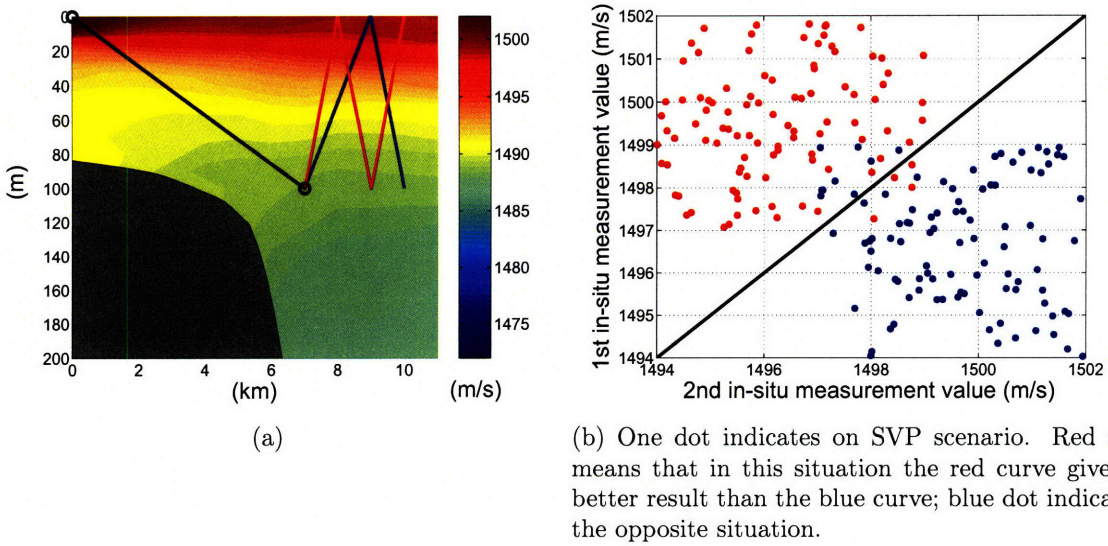 0
20
40
60
80
100
120
140
160
180
200
(m)
0 2 4 6 8 10
(km)
1500
1495
1490
1485
1480
1475
(m/s)
(a)
1502
1501
1500
1499
1498
1497
1496
1495
1494
1st in-situ measurement value (m/s)
1494 1496 1498 1500 1502
2nd in-situ measurement value (m/s)
(b) One dot indicates on SVP scenario. Red
means that in this situation the red curve give
better result than the blue curve; blue dot indica
the opposite situation.